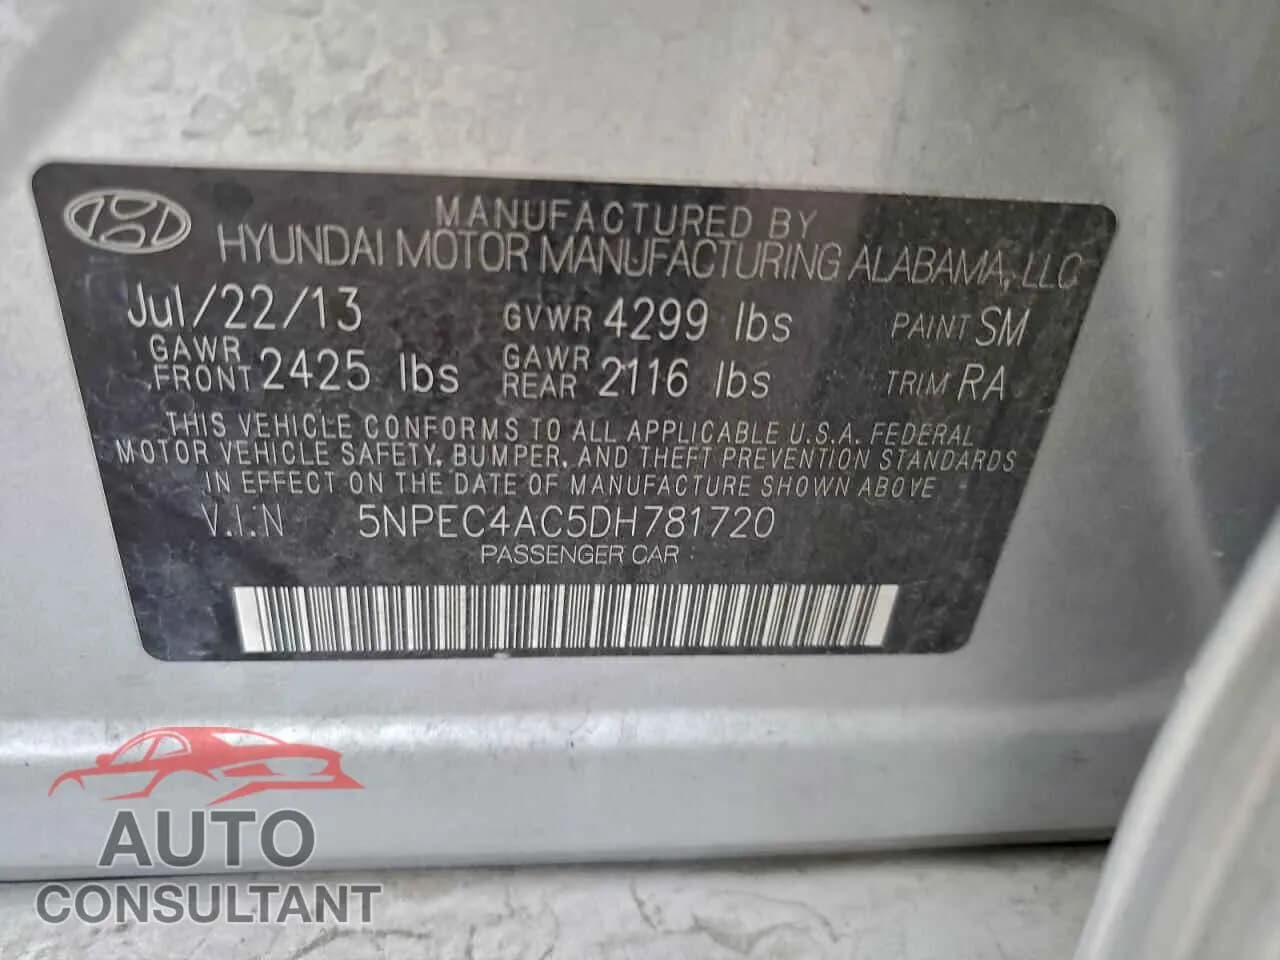 MANUFACTURED BY
HYUNDAI MOTOR MANUFACTURING ALABAMA, LLC
Jul/22/13 GVWR 4299 lbs PAINT SM
GAWR FRONT 2425 lbs GAWR REAR 2116 lbs TRIM RA
THIS VEHICLE CONFORMS TO ALL APPLICABLE U.S.A. FEDERAL
MOTOR VEHICLE SAFETY, BUMPER, AND THEFT PREVENTION STANDARDS
IN EFFECT ON THE DATE OF MANUFACTURE SHOWN ABOVE
V.I.N 5NPEC4AC5DH781720
PASSENGER CAR :
AUTO
CONSULTANT